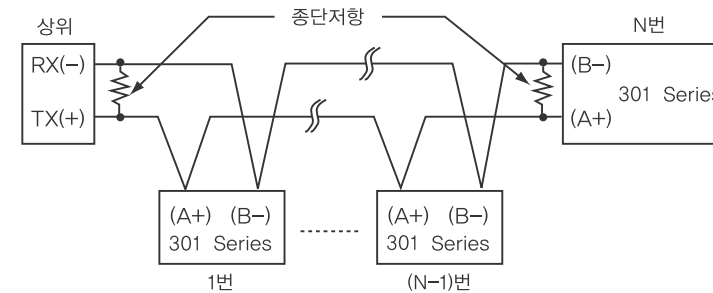 종단저항
상위
N번
RX(-)
(B-)
301 Series
TX(+)
(A+)
(A+) (B-)
301 Series
(A+) (B-)
301 Series
1번
(N-1)번